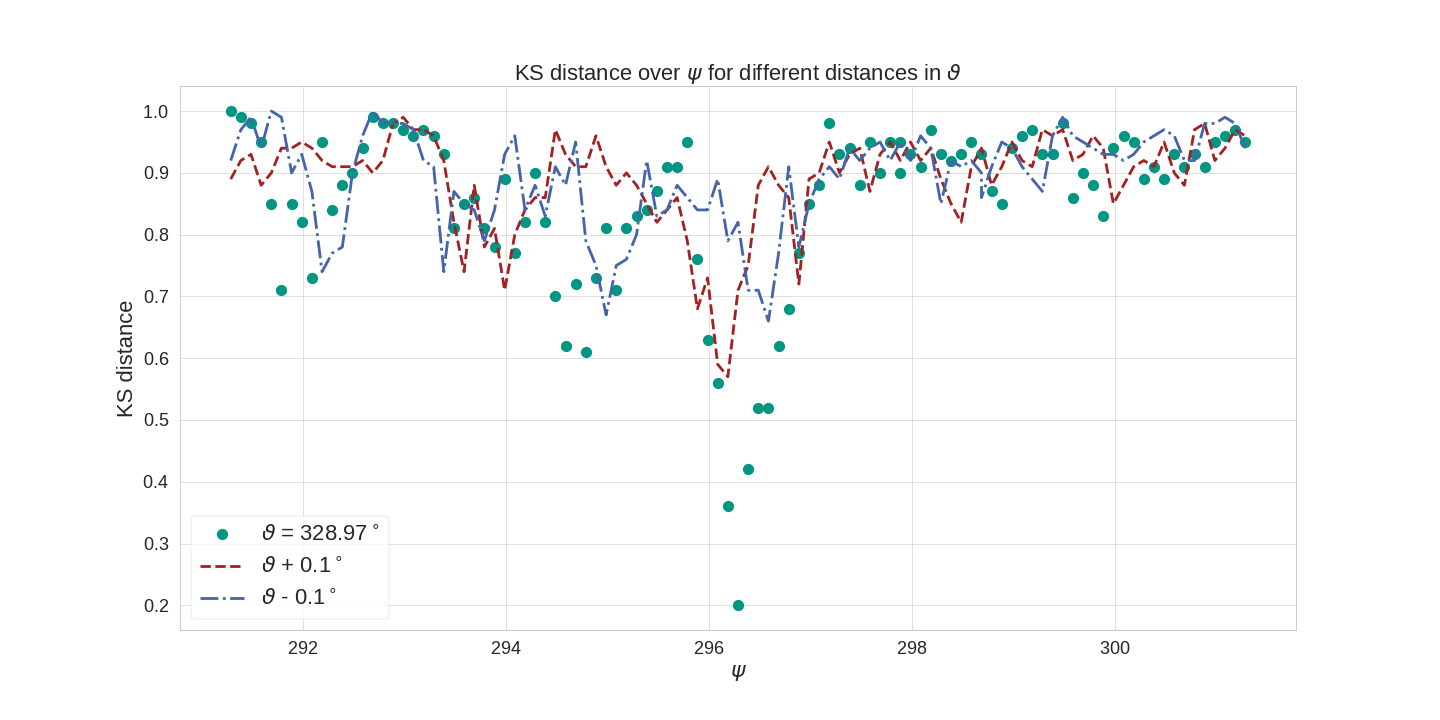 KS distance over ψ for different distances in ϑ
KS distance
1.0
0.9
0.8
0.7
0.6
0.5
0.4
0.3
0.2
ϑ = 328.97°
ϑ + 0.1°
ϑ - 0.1°
292 294 296 298 300
ψ